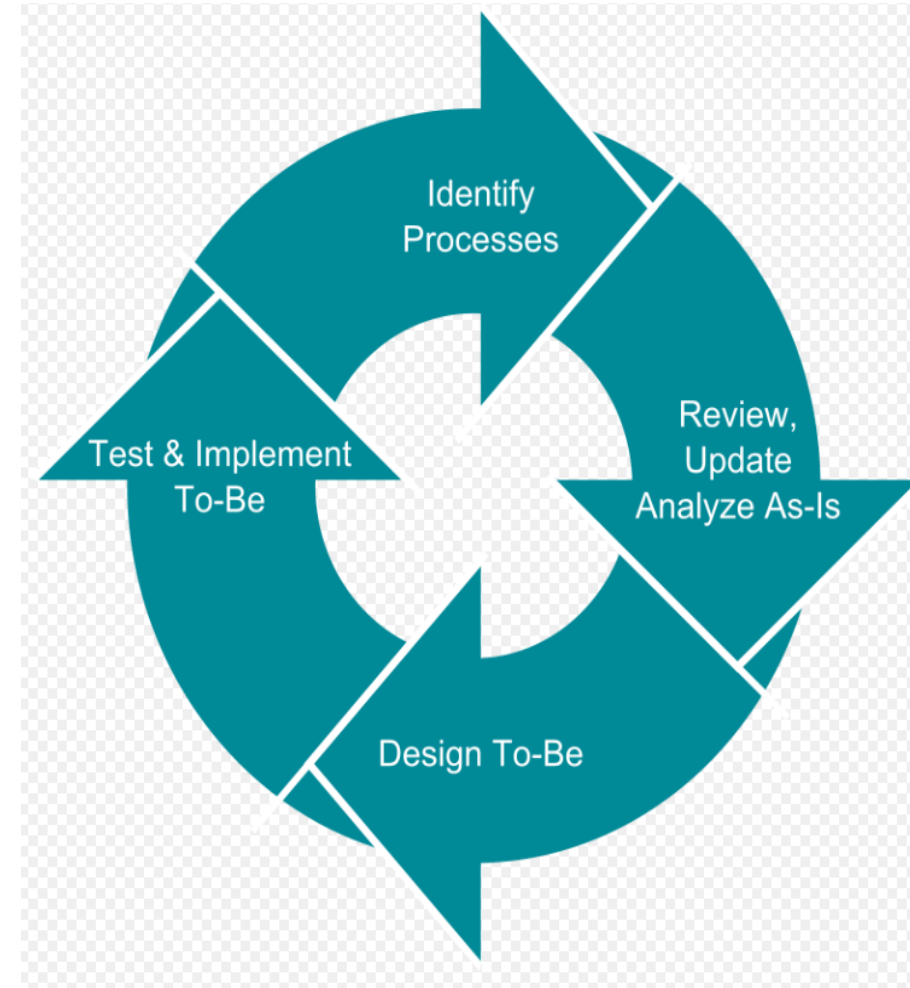 Identify
Processes
Review,
Update
Analyze As-Is
Design To-Be
Test & Implement
To-Be